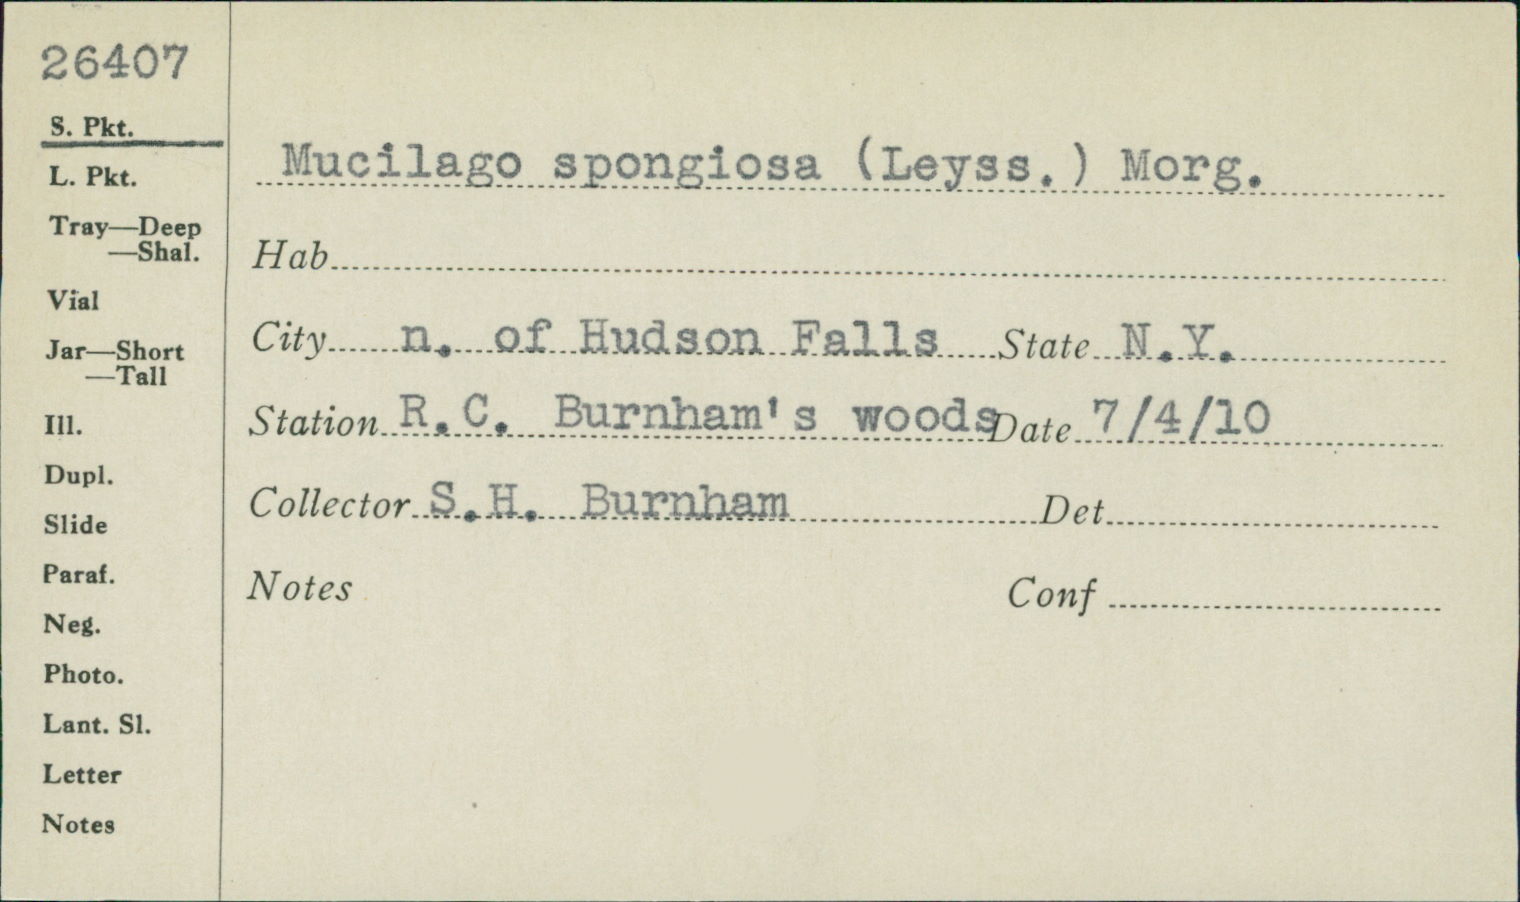 26407
S. Pkt.
L. Pkt.
Tray—Deep
—Shal.
Vial
Jar—Short
—Tall
Ill.
Dupl.
Slide
Paraf.
Neg.
Photo.
Lant. Sl.
Letter
Notes
Mucilago spongiosa (Leyss.) Morg.
Hab
City n. of Hudson Falls State N.Y.
Station R.C. Burnham's woods Date 7/4/10
Collector S.H. Burnham Det
Notes Conf